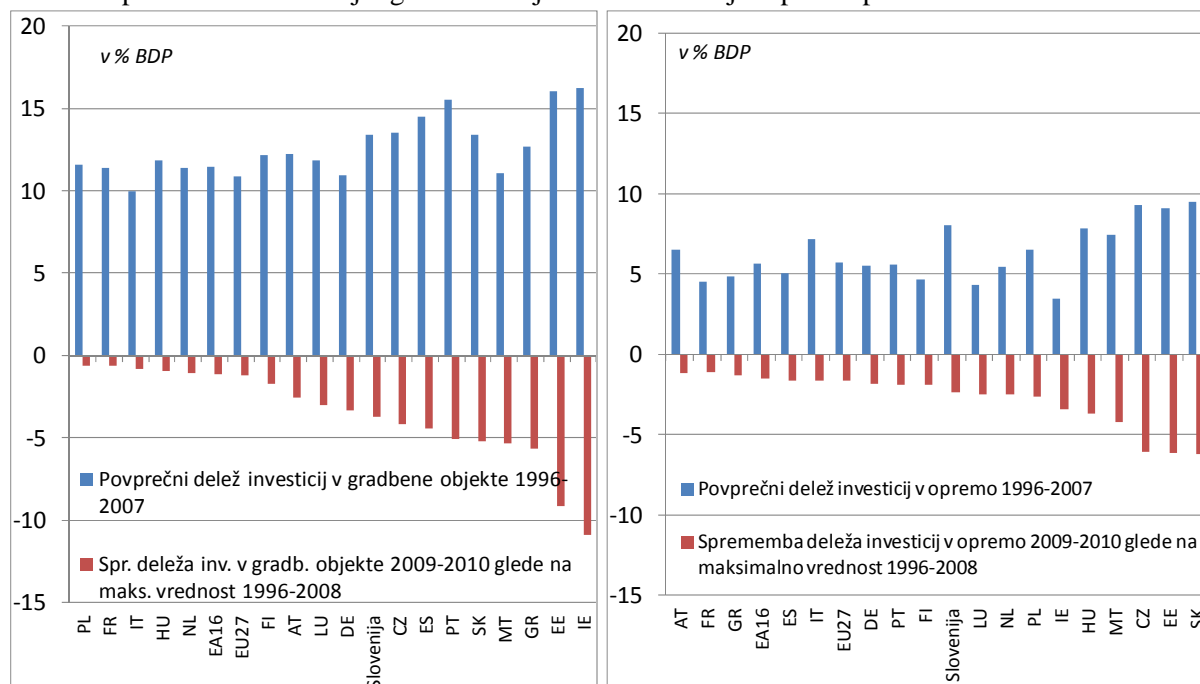 20
v % BDP
15
10
5
0
-5
Povprečni delež investicij v gradbene objekte 1996-
2007
-10
Spr. deleža inv. v gradb. objekte 2009-2010 glede na
maks. vrednost 1996-2008
-15
PL
FR
IT
HU
NL
EA16
EU27
FI
AT
LU
DE
Slovenija
CZ
ES
PT
SK
MT
GR
EE
IE
20
v % BDP
15
10
5
0
-5
Povprečni delež investicij v opremo 1996-2007
-10
Sprememba deleža investicij v opremo 2009-2010 glede na
maksimalno vrednost 1996-2008
-15
AT
FR
GR
EA16
ES
IT
EU27
DE
PT
FI
Slovenija
LU
NL
PL
IE
HU
MT
CZ
EE
SK